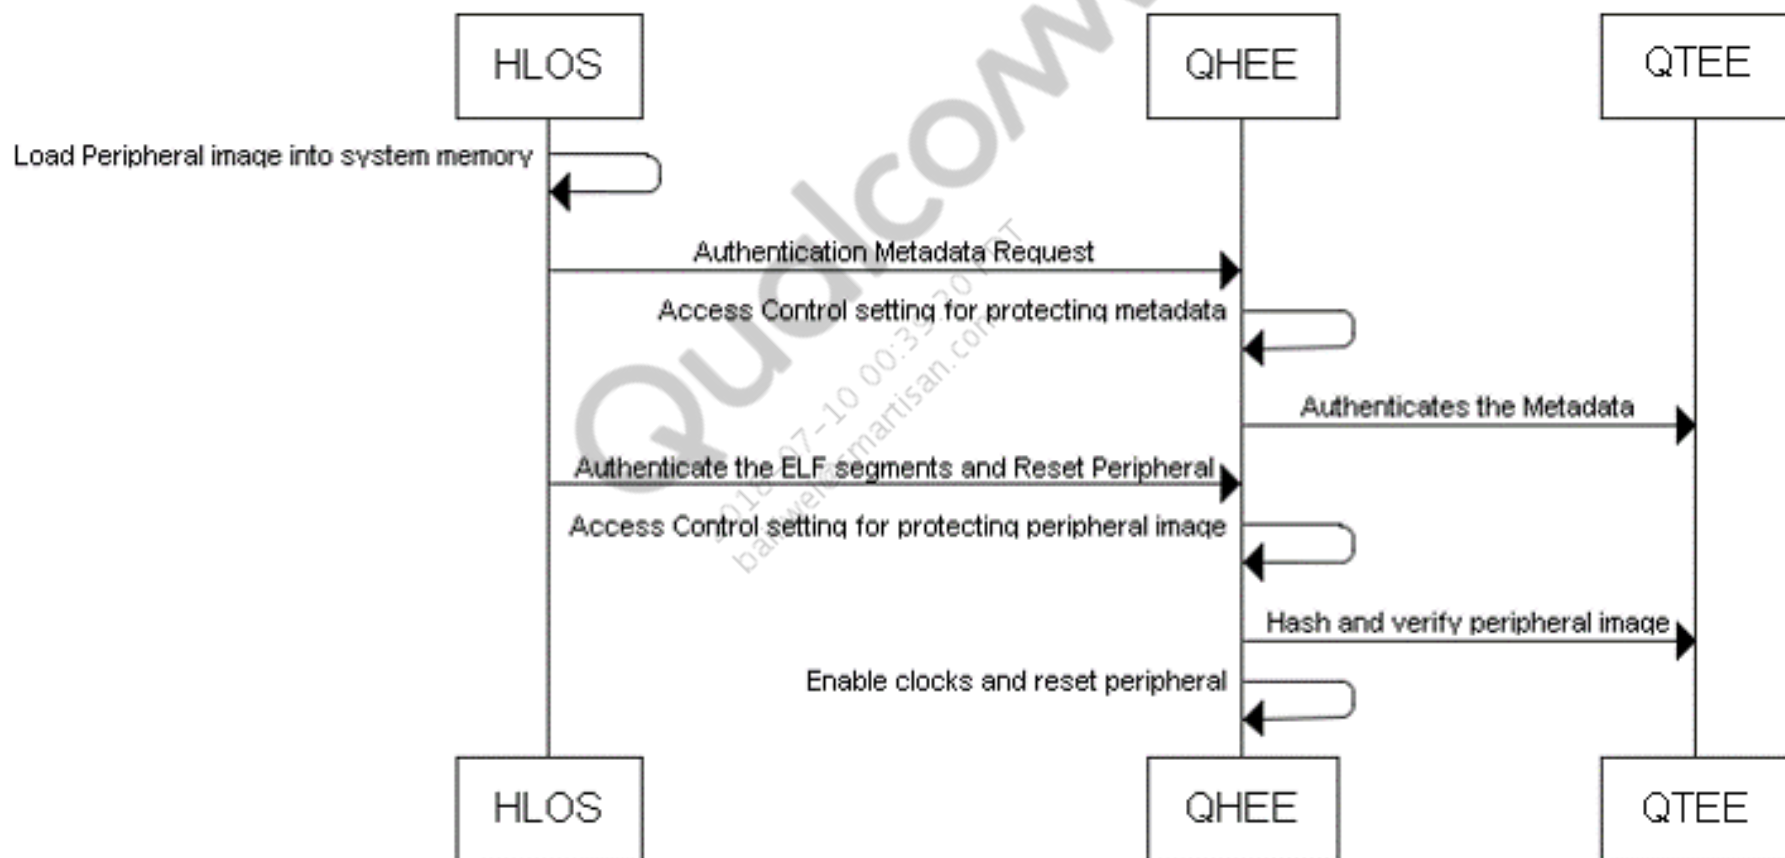 HLOS
QHEE
QTEE
Load Peripheral image into system memory
Authentication Metadata Request
Access Control setting for protecting metadata
Authenticates the Metadata
Authenticate the ELF segments and Reset Peripheral
Access Control setting for protecting peripheral image
Hash and verify peripheral image
Enable clocks and reset peripheral
HLOS
QHEE
QTEE